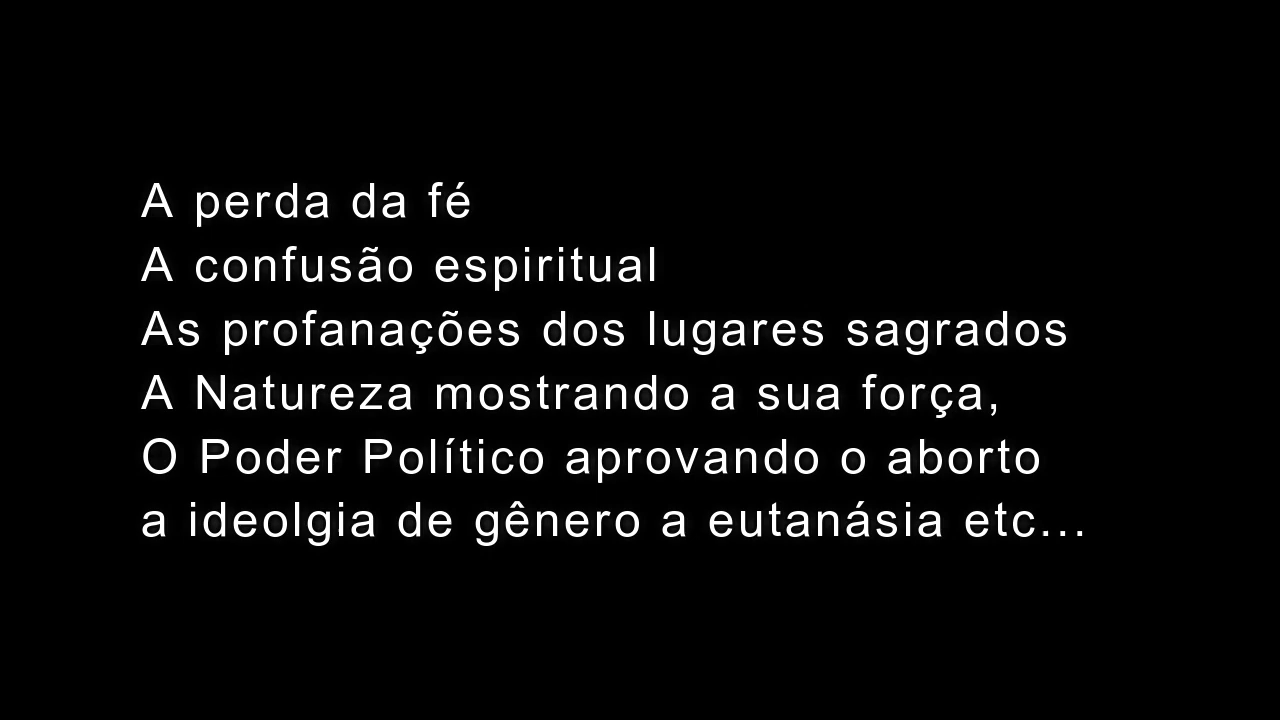 A perda da fé
A confusão espiritual
As profanações dos lugares sagrados
A Natureza mostrando a sua força,
O Poder Político aprovando o aborto
a ideolgia de gênero a eutanásia etc...